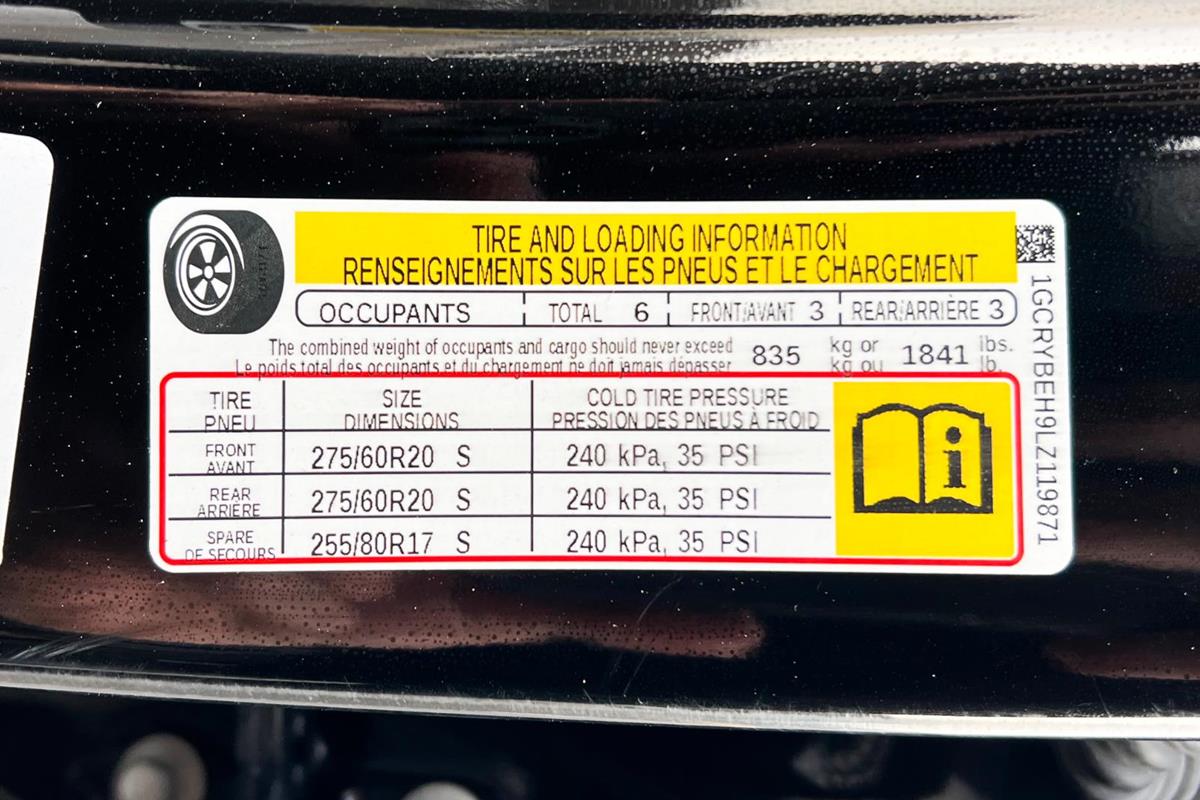 TIRE AND LOADING INFORMATION
RENSEIGNEMENTS SUR LES PNEUS ET LE CHARGEMENT
OCCUPANTS TOTAL 6 FRONT/AVANT 3 REAR/ARRIÈRE 3
The combined weight of occupants and cargo should never exceed 835 kg or 1841 lbs.
Le poids total des occupants et du chargement ne doit jamais dépasser kg ou lb.
TIRE SIZE COLD TIRE PRESSURE
PNEU DIMENSIONS PRESSION DES PNEUS À FROID
FRONT
AVANT 275/60R20 S 240 kPa, 35 PSI
REAR
ARRIÈRE 275/60R20 S 240 kPa, 35 PSI
SPARE
DE SECOURS 255/80R17 S 240 kPa, 35 PSI
i
1GCRYBEH9LZ119871